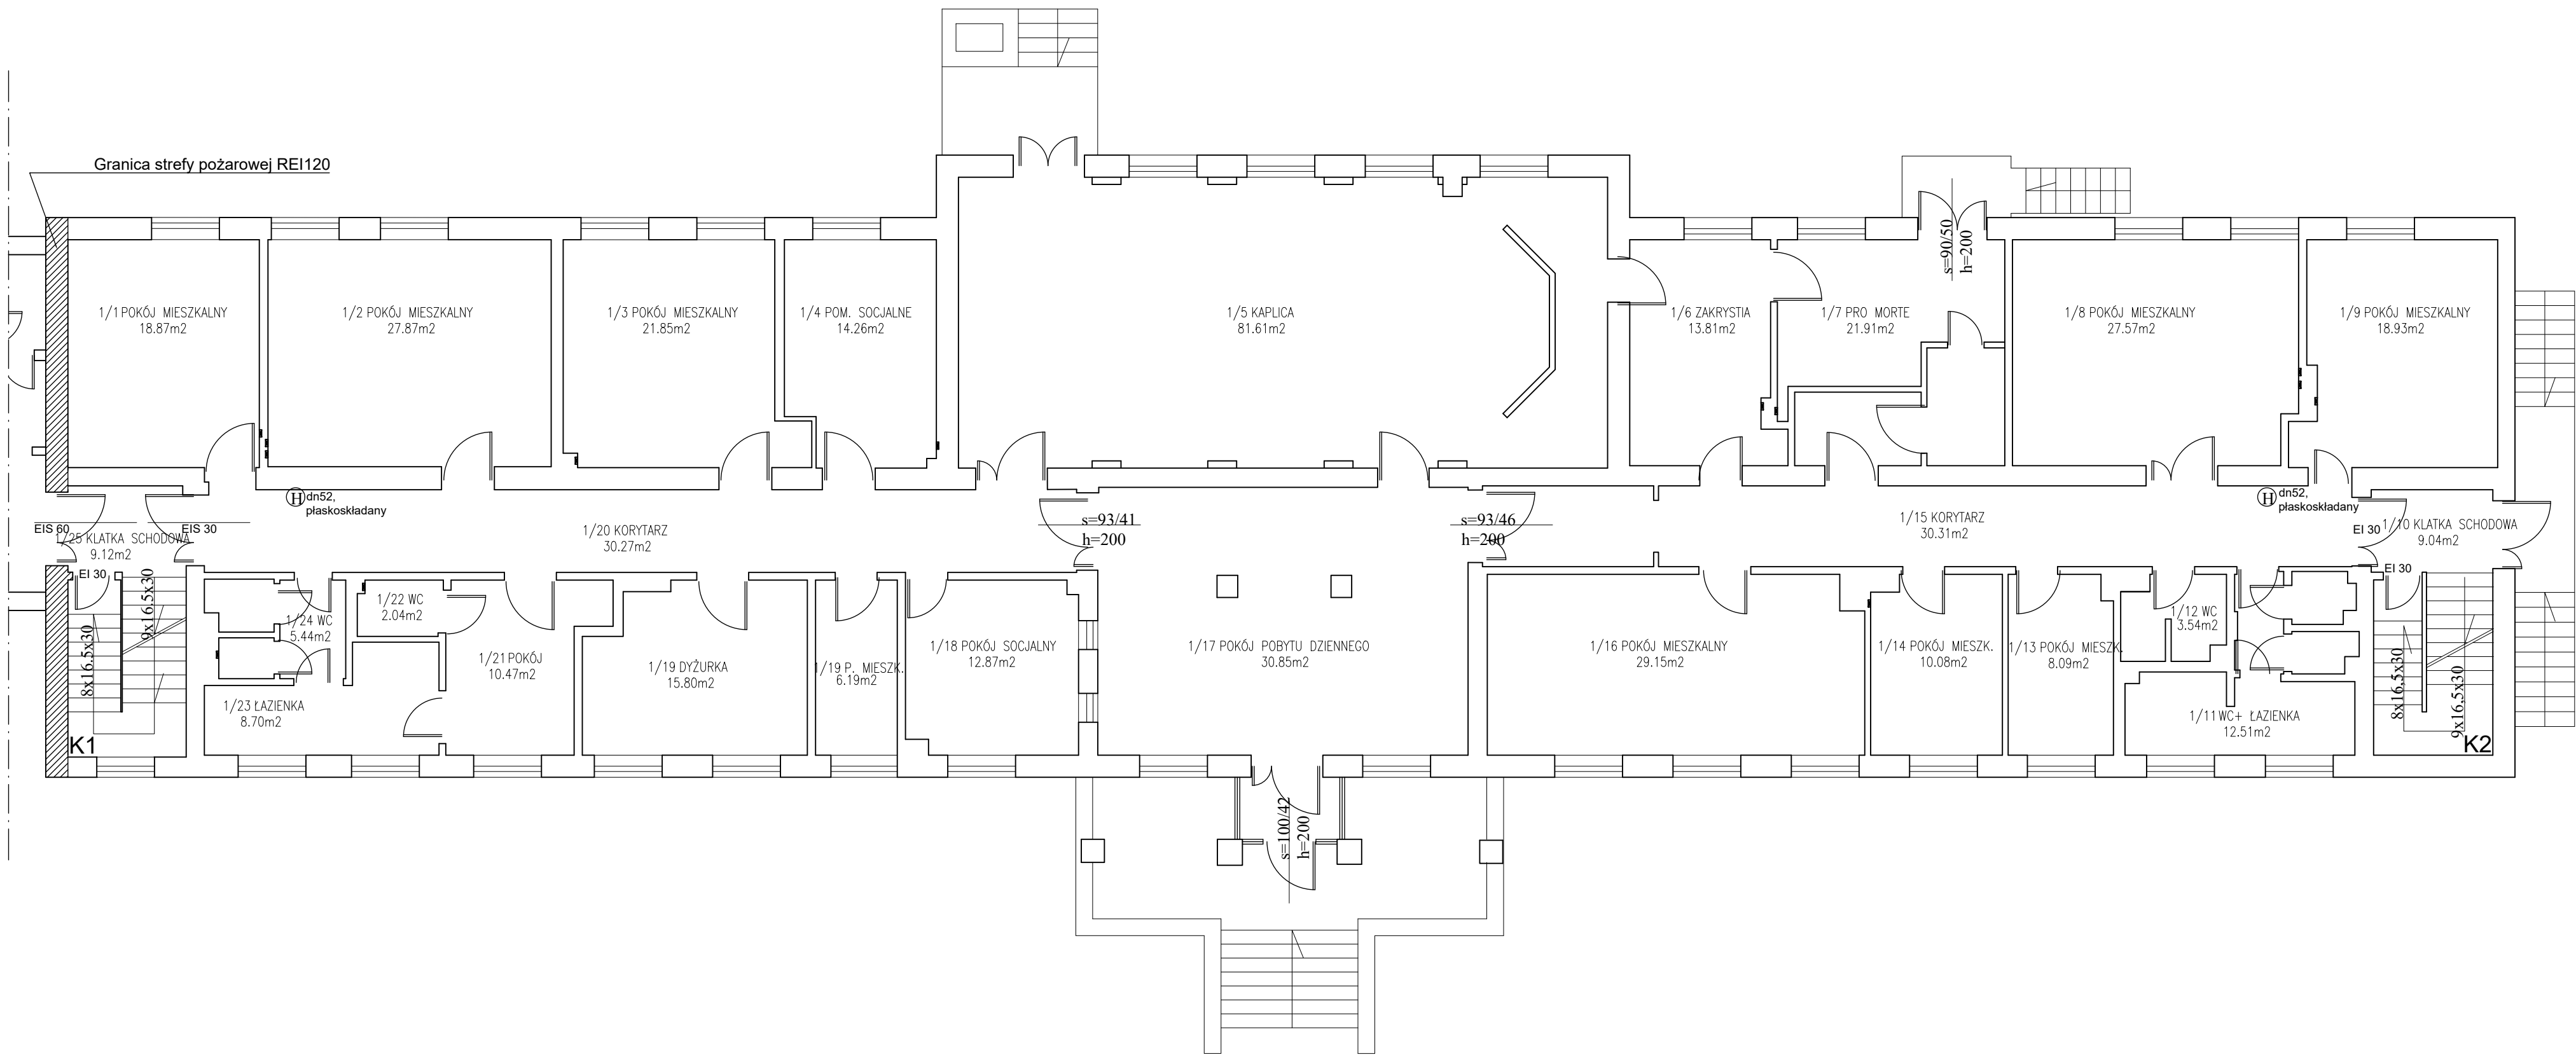 Granica strefy pożarowej REI120
1/1 POKÓJ MIESZKALNY
18.87m2
1/2 POKÓJ MIESZKALNY
27.87m2
1/3 POKÓJ MIESZKALNY
21.85m2
1/4 POM. SOCJALNE
14.26m2
1/5 KAPLICA
81.61m2
1/6 ZAKRYSTIA
13.81m2
1/7 PRO MORTE
21.91m2
s=90/50
h=200
1/8 POKÓJ MIESZKALNY
27.57m2
1/9 POKÓJ MIESZKALNY
18.93m2
EIS 60
EIS 30
1/25 KLATKA SCHODOWA
9.12m2
EI 30
H dn52,
płaskoskładany
1/20 KORYTARZ
30.27m2
s=93/41
h=200
s=93/46
h=200
1/15 KORYTARZ
30.31m2
H dn52,
płaskoskładany
EI 30
1/10 KLATKA SCHODOWA
9.04m2
EI 30
8x16.5x30
9x16.5x30
K1
1/24 WC
5.44m2
1/22 WC
2.04m2
1/23 ŁAZIENKA
8.70m2
1/21 POKÓJ
10.47m2
1/19 DYŻURKA
15.80m2
1/19 P. MIESZK.
6.19m2
1/18 POKÓJ SOCJALNY
12.87m2
1/17 POKÓJ POBYTU DZIENNEGO
30.85m2
1/16 POKÓJ MIESZKALNY
29.15m2
1/14 POKÓJ MIESZK.
10.08m2
1/13 POKÓJ MIESZK.
8.09m2
1/12 WC
3.54m2
1/11 WC+ ŁAZIENKA
12.51m2
8x16,5x30
9x16,5x30
K2
s=100/42
h=200